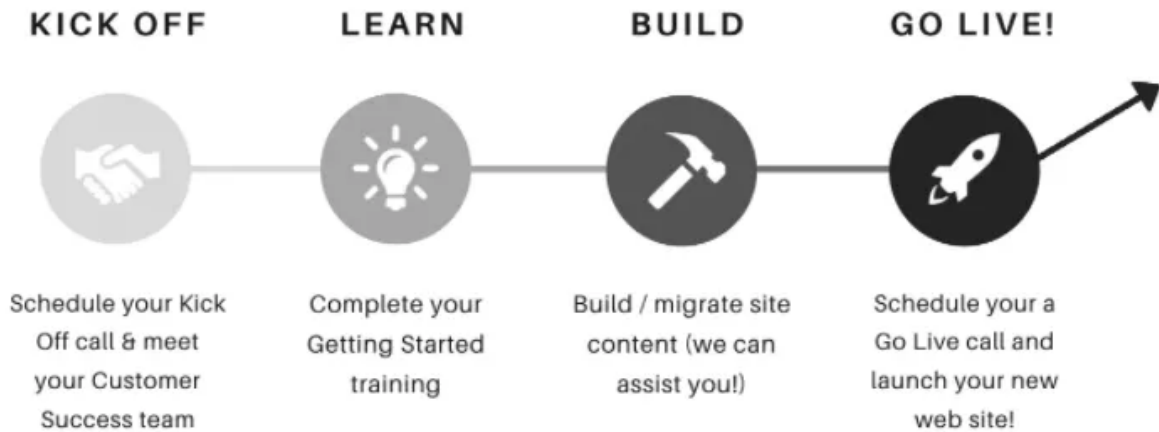 KICK OFF
LEARN
BUILD
GO LIVE!
Schedule your Kick
Off call & meet
your Customer
Success team
Complete your
Getting Started
training
Build / migrate site
content (we can
assist you!)
Schedule your a
Go Live call and
launch your new
web site!